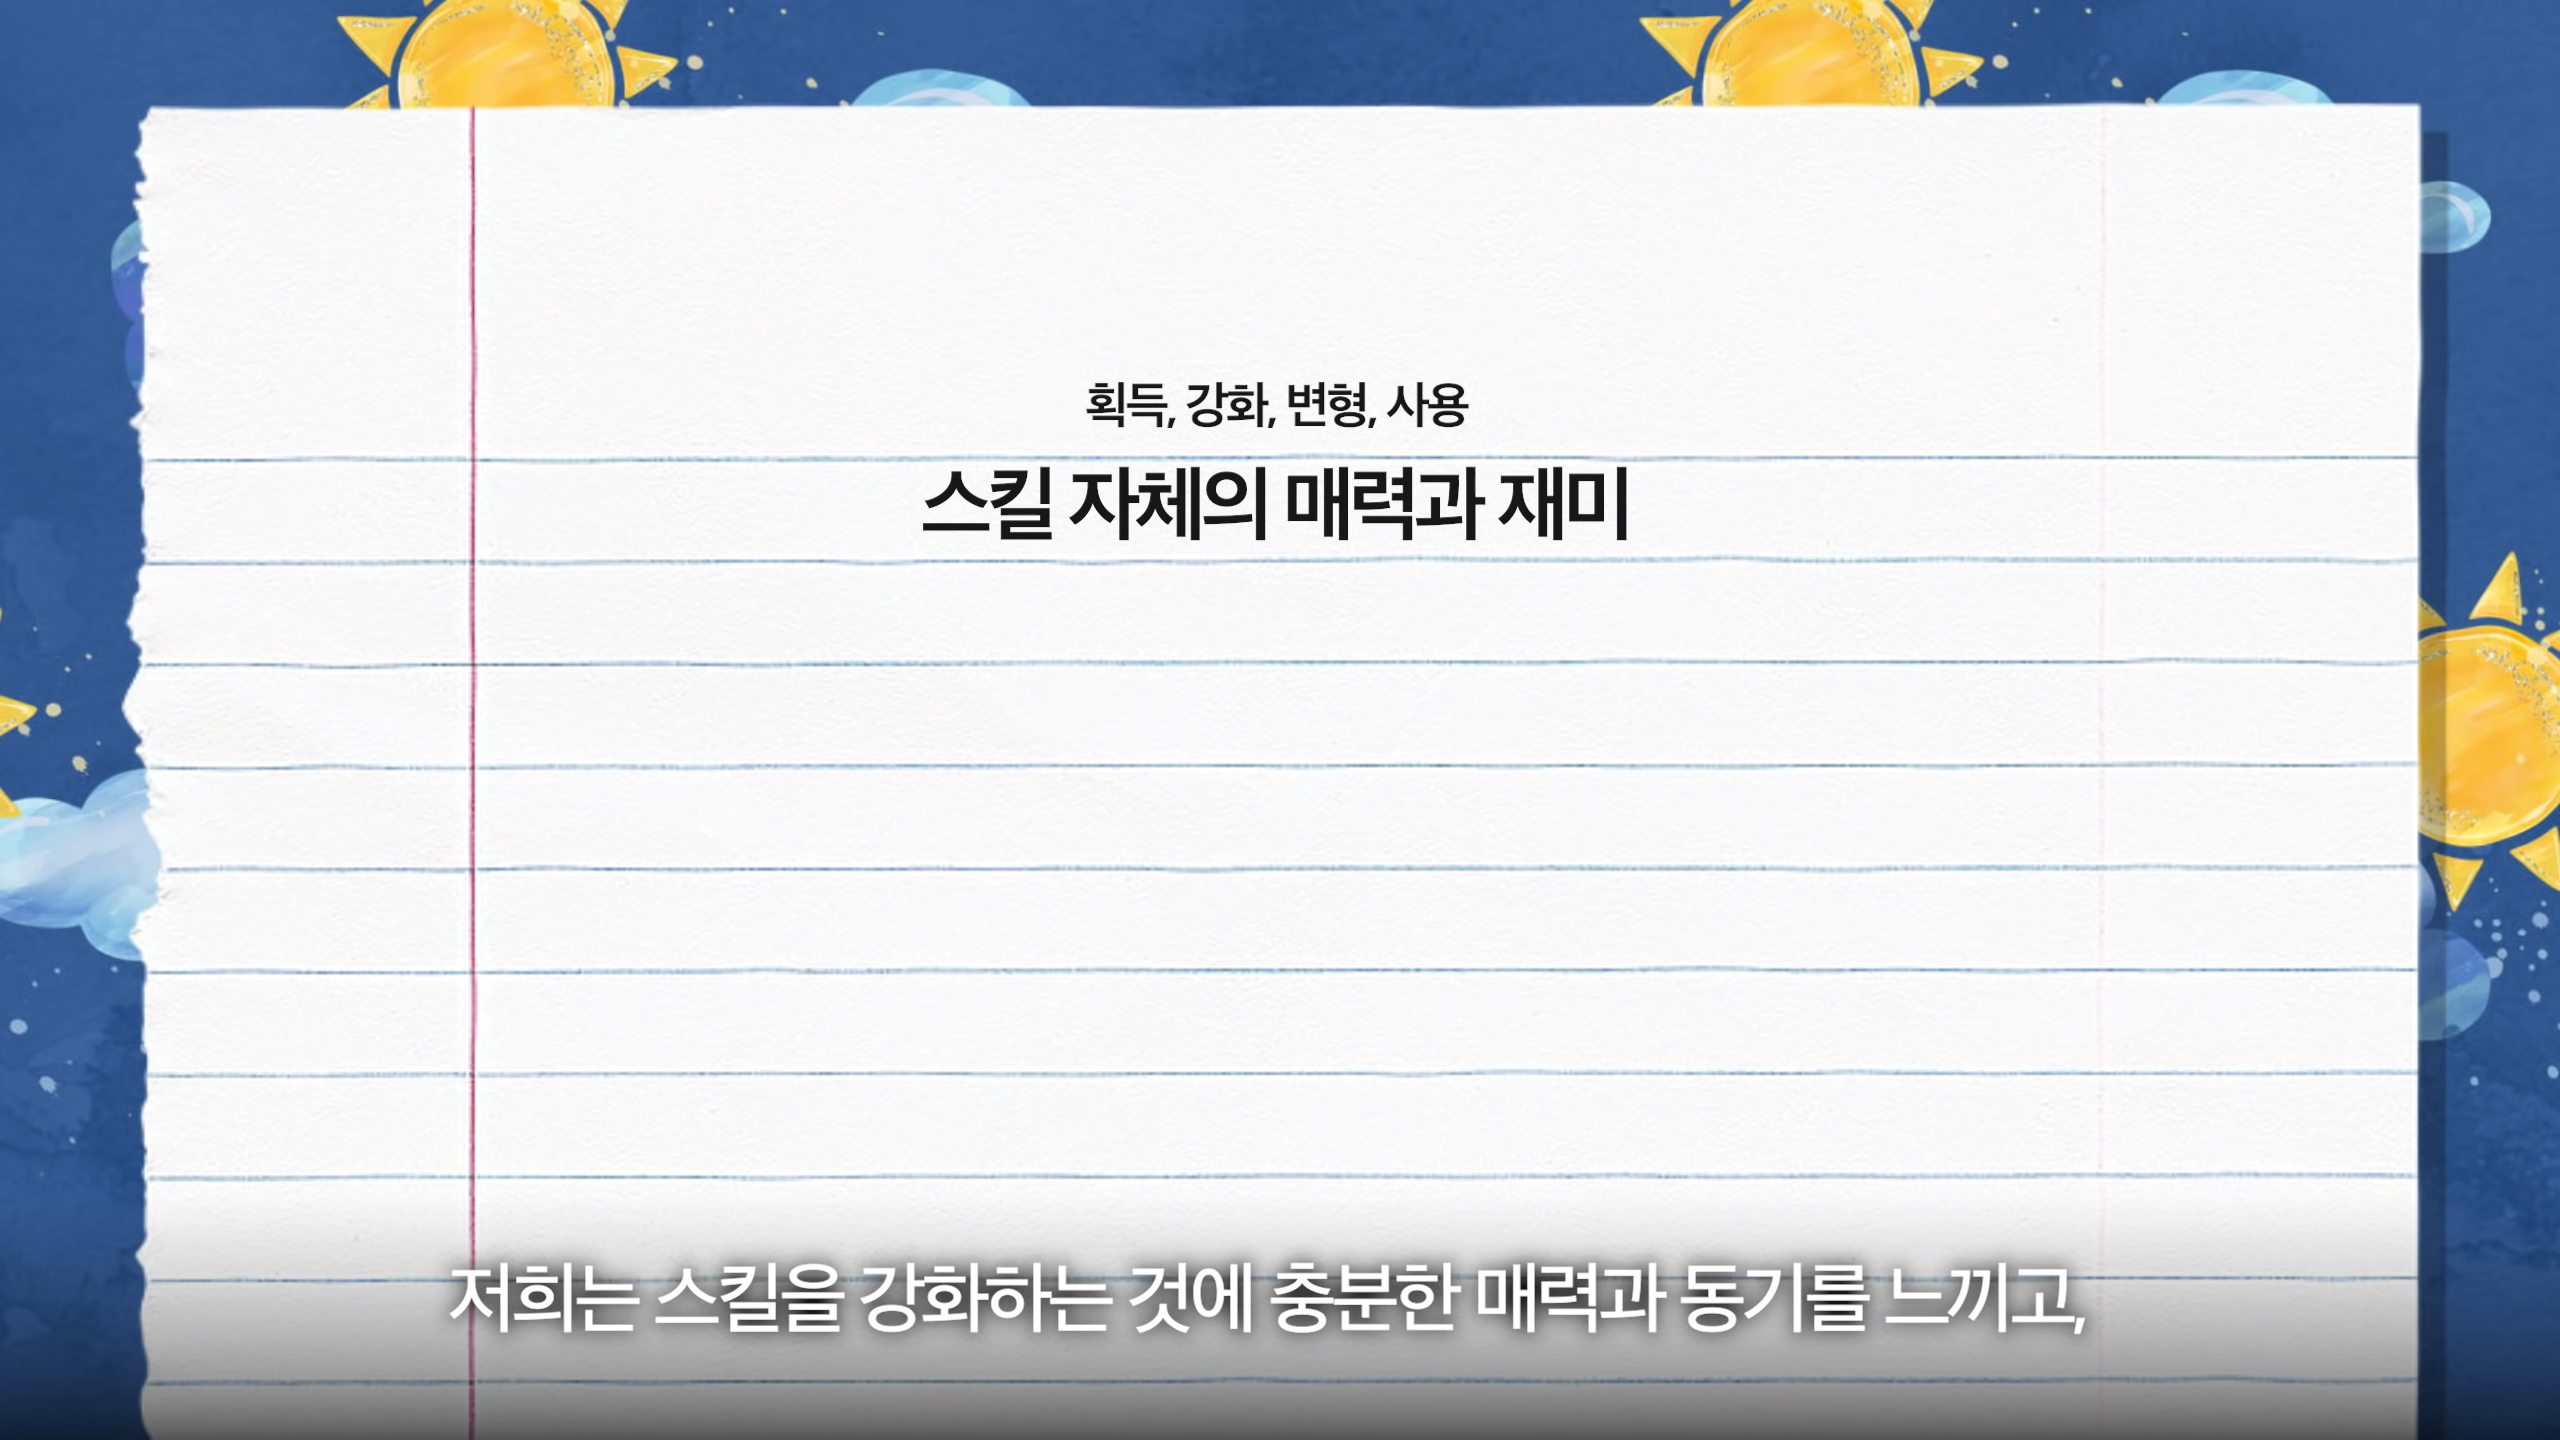 획득, 강화, 변형, 사용
스킬 자체의 매력과 재미
저희는 스킬을 강화하는 것에 충분한 매력과 동기를 느끼고,